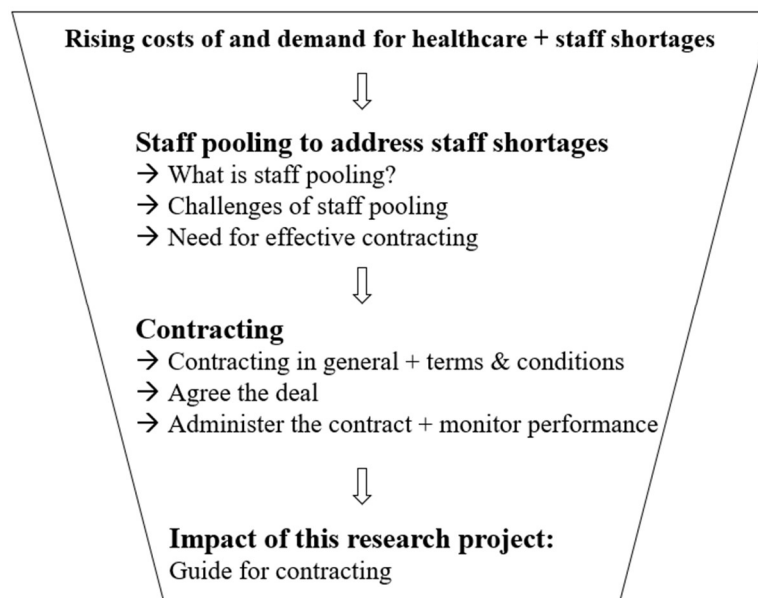 Rising costs of and demand for healthcare + staff shortages
Staff pooling to address staff shortages
→ What is staff pooling?
→ Challenges of staff pooling
→ Need for effective contracting
Contracting
→ Contracting in general + terms & conditions
→ Agree the deal
→ Administer the contract + monitor performance
Impact of this research project:
Guide for contracting